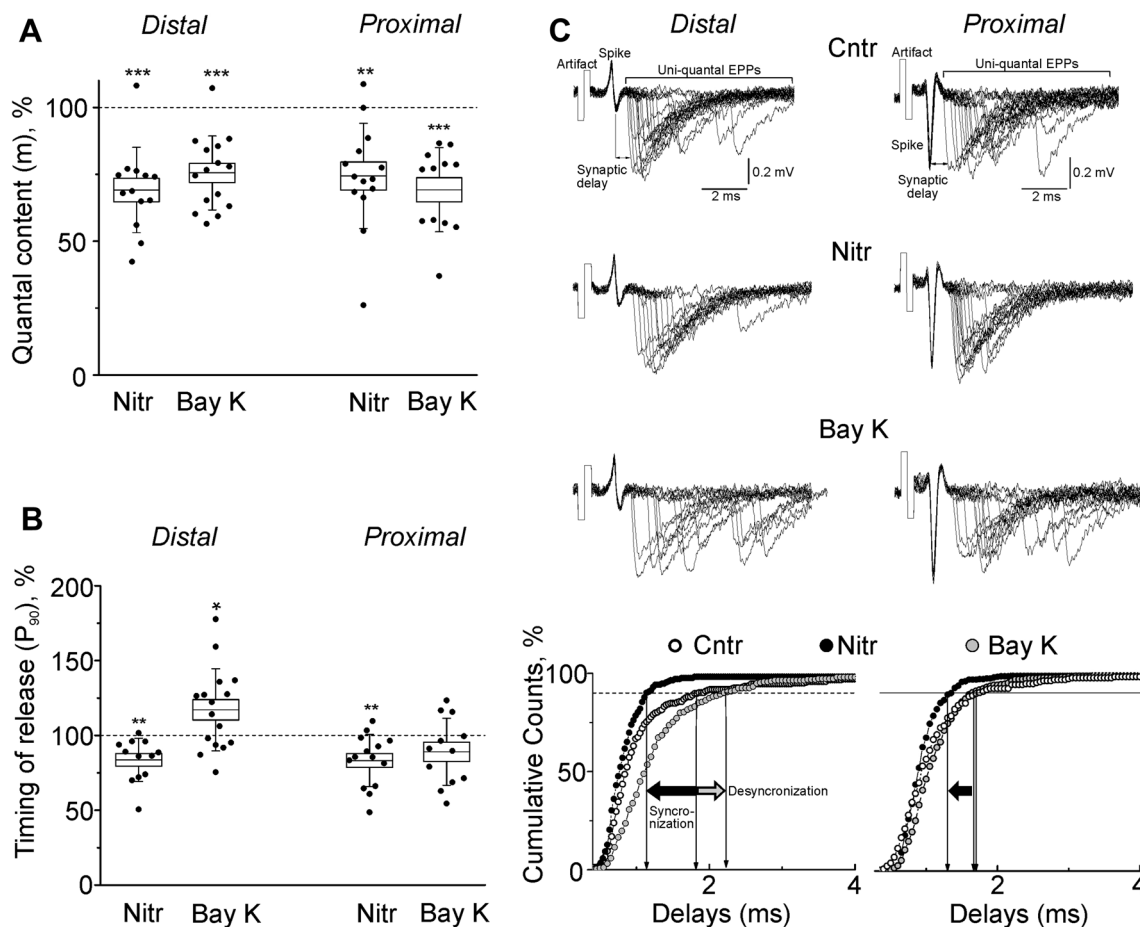 A
Distal
Proximal
***
***
**
***
Quantal content (m), %
100
50
0
Nitr
Bay K
Nitr
Bay K
B
Distal
Proximal
Timing of release (P90), %
200
150
100
50
0
**
*
**
Nitr
Bay K
Nitr
Bay K
C
Distal
Cntr
Proximal
Artifact
Spike
Uni-quantal EPPs
Synaptic
delay
0.2 mV
2 ms
Artifact
Uni-quantal EPPs
Spike
Synaptic
delay
0.2 mV
2 ms
Nitr
Bay K
Cntr
Nitr
Bay K
Cumulative Counts, %
100
50
0
Syncro-
nization
Desyncronization
2
4
2
4
Delays (ms)
Delays (ms)